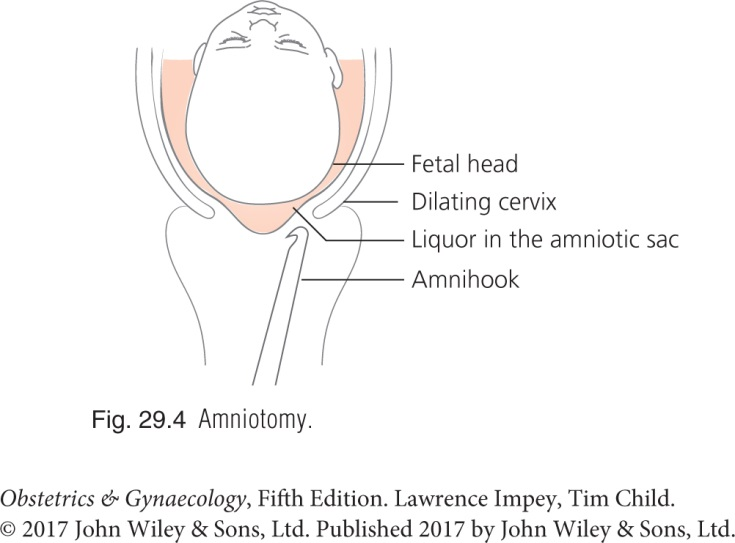 Fetal head
Dilating cervix
Liquor in the amniotic sac
Amnihook
Fig. 29.4 Amniotomy.
Obstetrics & Gynaecology, Fifth Edition. Lawrence Impey, Tim Child.
© 2017 John Wiley & Sons, Ltd. Published 2017 by John Wiley & Sons, Ltd.